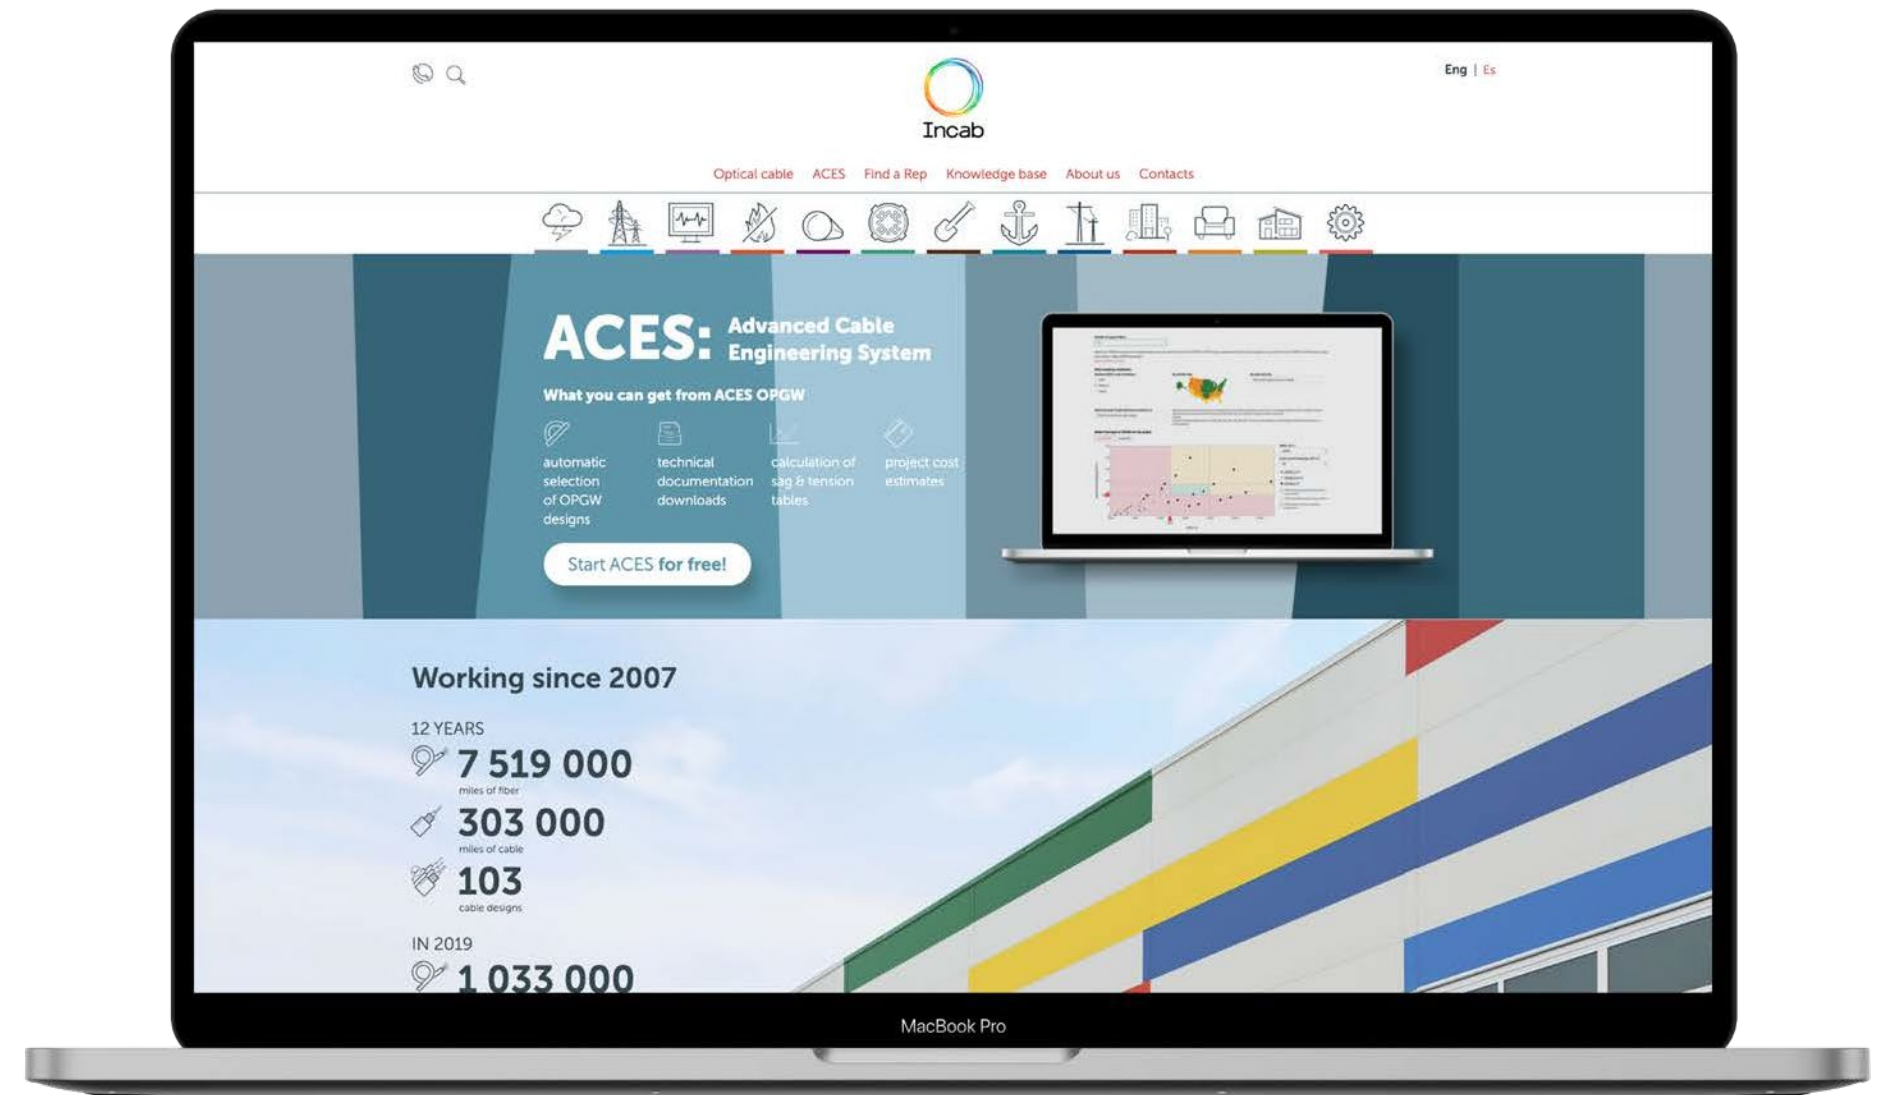 Eng | Es
Incab
Optical cable ACES Find a Rep Knowledge base About us Contacts
ACES: Advanced Cable
Engineering System
What you can get from ACES OPGW
automatic
selection
of OPGW
designs
technical
documentation
downloads
calculation of
sag & tension
tables
project cost
estimates
Start ACES for free!
Working since 2007
12 YEARS
7 519 000
miles of fiber
303 000
miles of cable
103
cable designs
IN 2019
1 033 000
MacBook Pro